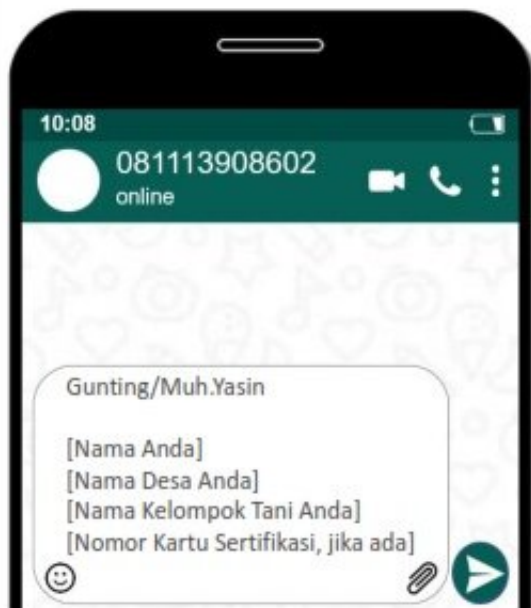 10:08
081113908602
online
Gunting/Muh.Yasin
[Nama Anda]
[Nama Desa Anda]
[Nama Kelompok Tani Anda]
[Nomor Kartu Sertifikasi, jika ada]